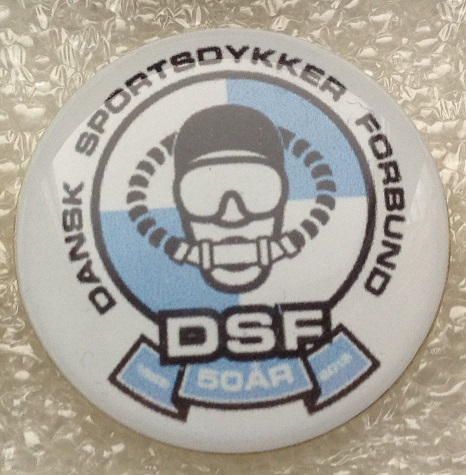 DANSK SPORTSDYKKER FORBUND
DSF
50ÅR